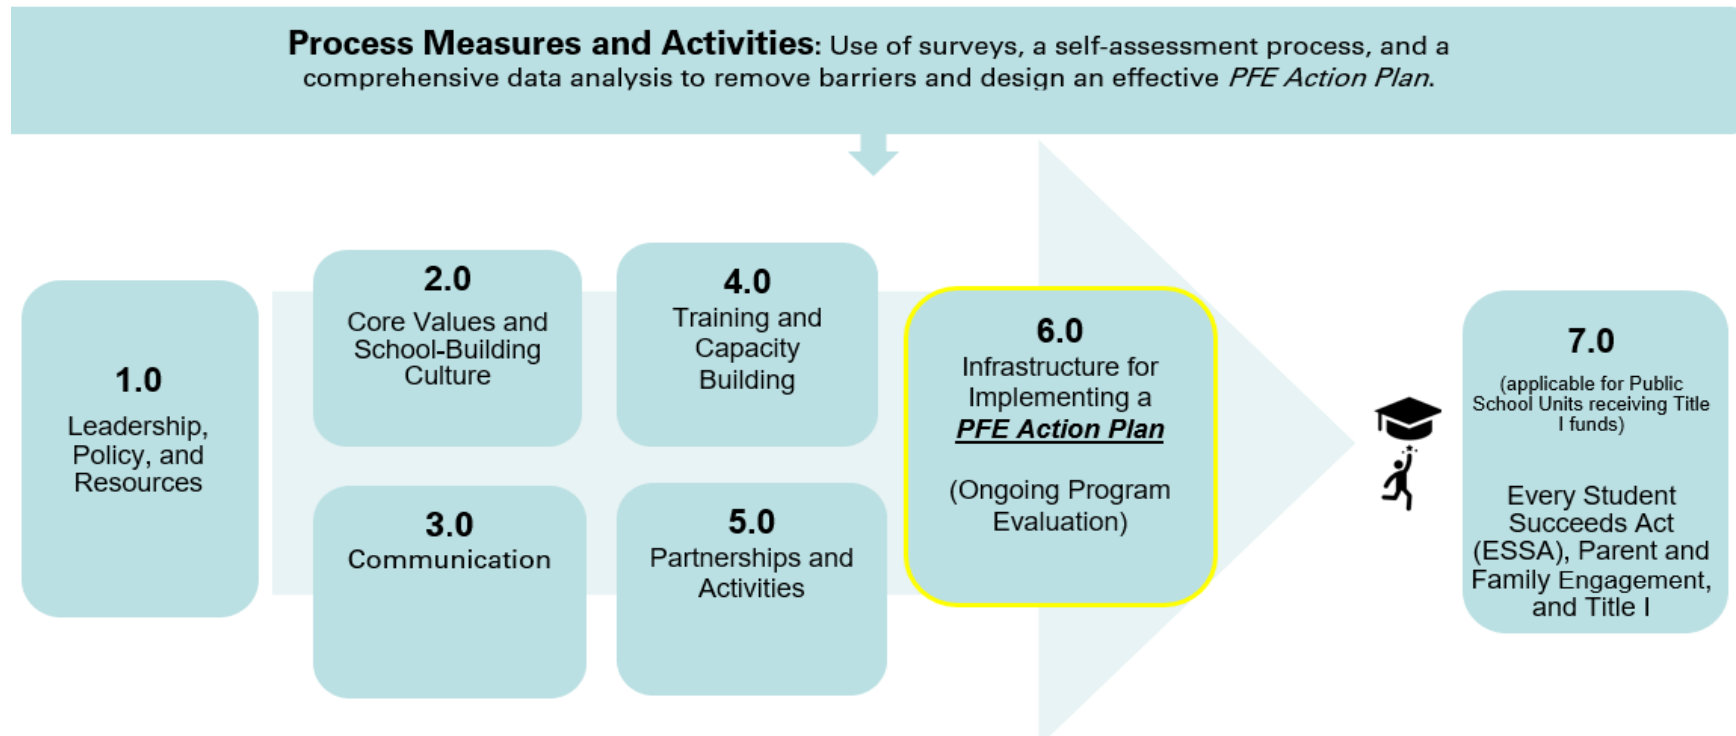 Process Measures and Activities: Use of surveys, a self-assessment process, and a
comprehensive data analysis to remove barriers and design an effective PFE Action Plan.
1.0
Leadership,
Policy, and
Resources
2.0
Core Values and
School-Building
Culture
3.0
Communication
4.0
Training and
Capacity
Building
5.0
Partnerships and
Activities
6.0
Infrastructure for
Implementing a
PFE Action Plan
(Ongoing Program
Evaluation)
7.0
(applicable for Public
School Units receiving Title
I funds)
Every Student
Succeeds Act
(ESSA), Parent and
Family Engagement,
and Title I